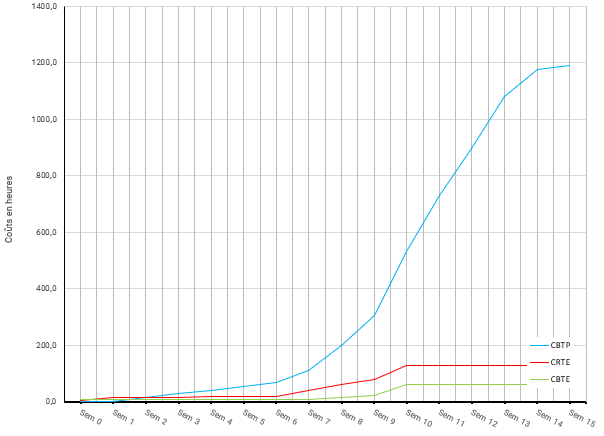 Coûts en heures
1400,0
1200,0
1000,0
800,0
600,0
400,0
200,0
0,0
CBTP
CRTE
CBTE
Sem 0
Sem 1
Sem 2
Sem 3
Sem 4
Sem 5
Sem 6
Sem 7
Sem 8
Sem 9
Sem 10
Sem 11
Sem 12
Sem 13
Sem 14
Sem 15